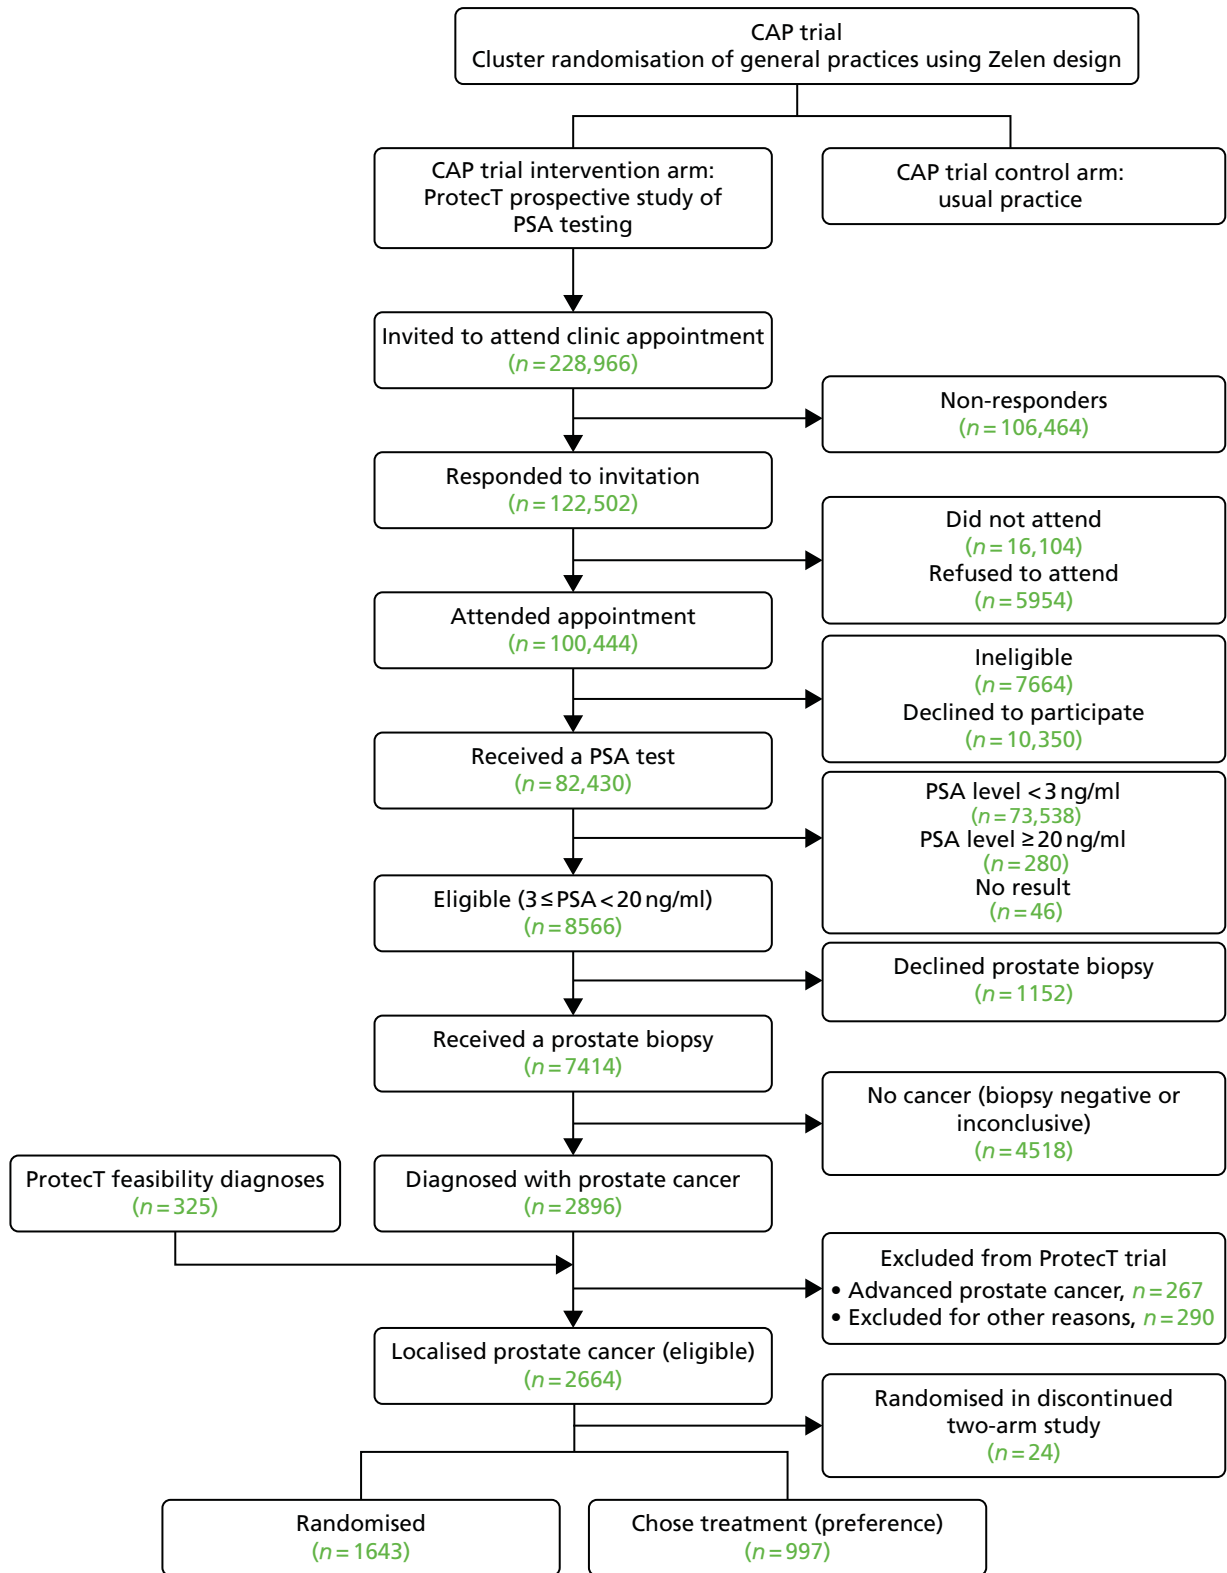 CAP trial
Cluster randomisation of general practices using Zelen design
CAP trial intervention arm:
ProtecT prospective study of
PSA testing
CAP trial control arm:
usual practice
Invited to attend clinic appointment
(n = 228,966)
Non-responders
(n = 106,464)
Responded to invitation
(n = 122,502)
Did not attend
(n = 16,104)
Refused to attend
(n = 5954)
Attended appointment
(n = 100,444)
Ineligible
(n = 7664)
Declined to participate
(n = 10,350)
Received a PSA test
(n = 82,430)
PSA level < 3 ng/ml
(n = 73,538)
PSA level ≥ 20 ng/ml
(n = 280)
No result
(n = 46)
Eligible (3 ≤ PSA < 20 ng/ml)
(n = 8566)
Declined prostate biopsy
(n = 1152)
Received a prostate biopsy
(n = 7414)
No cancer (biopsy negative or
inconclusive)
(n = 4518)
ProtecT feasibility diagnoses
(n = 325)
Diagnosed with prostate cancer
(n = 2896)
Excluded from ProtecT trial
• Advanced prostate cancer, n = 267
• Excluded for other reasons, n = 290
Localised prostate cancer (eligible)
(n = 2664)
Randomised in discontinued
two-arm study
(n = 24)
Randomised
(n = 1643)
Chose treatment (preference)
(n = 997)